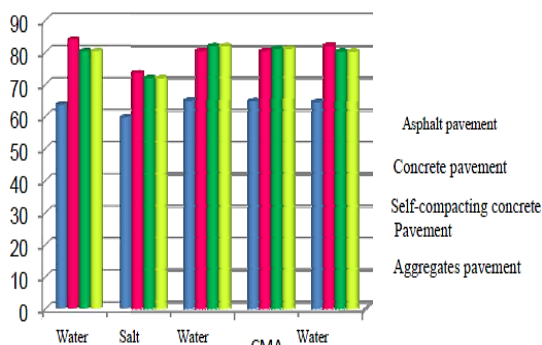 90
80
70
60
50
40
30
20
10
0
Asphalt pavement
Concrete pavement
Self-compacting concrete
Pavement
Aggregates pavement
Water Salt Water CMA Water